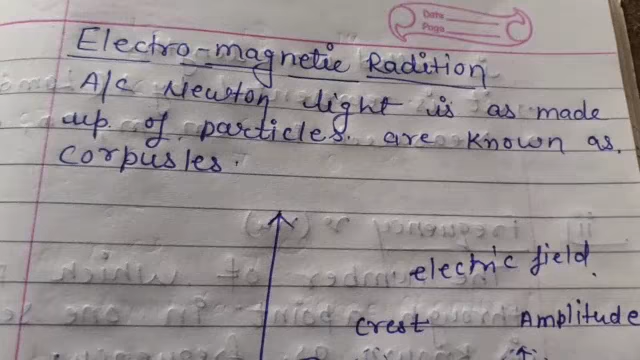 Date
Page
Electro-magnetic Radition
A/c Newton light is as made
up of particles. are known as.
Corpusles.
electric field.
Crest Amplitude